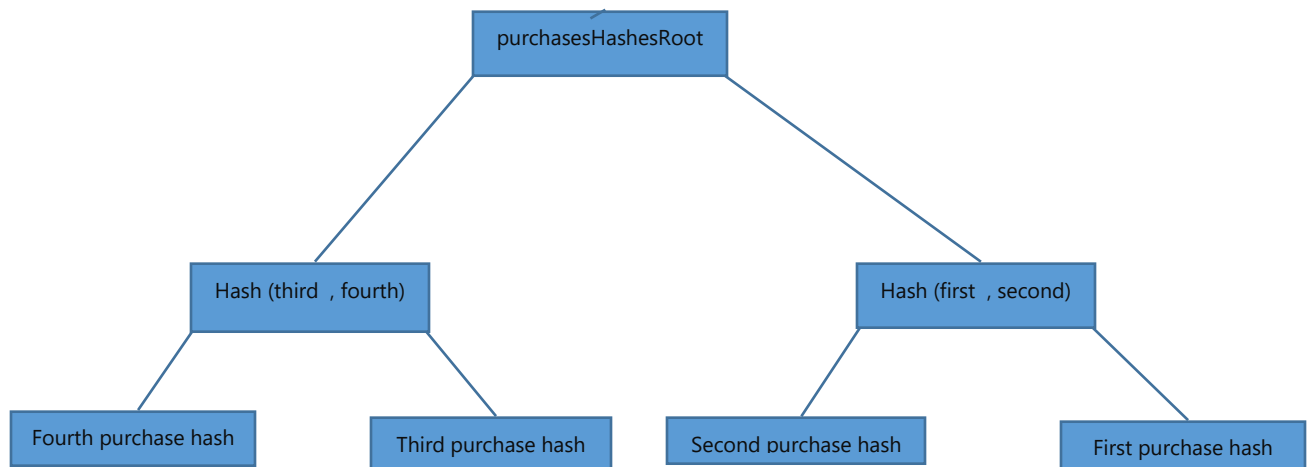 purchasesHashesRoot
Hash (third , fourth)
Hash (first , second)
Fourth purchase hash
Third purchase hash
Second purchase hash
First purchase hash